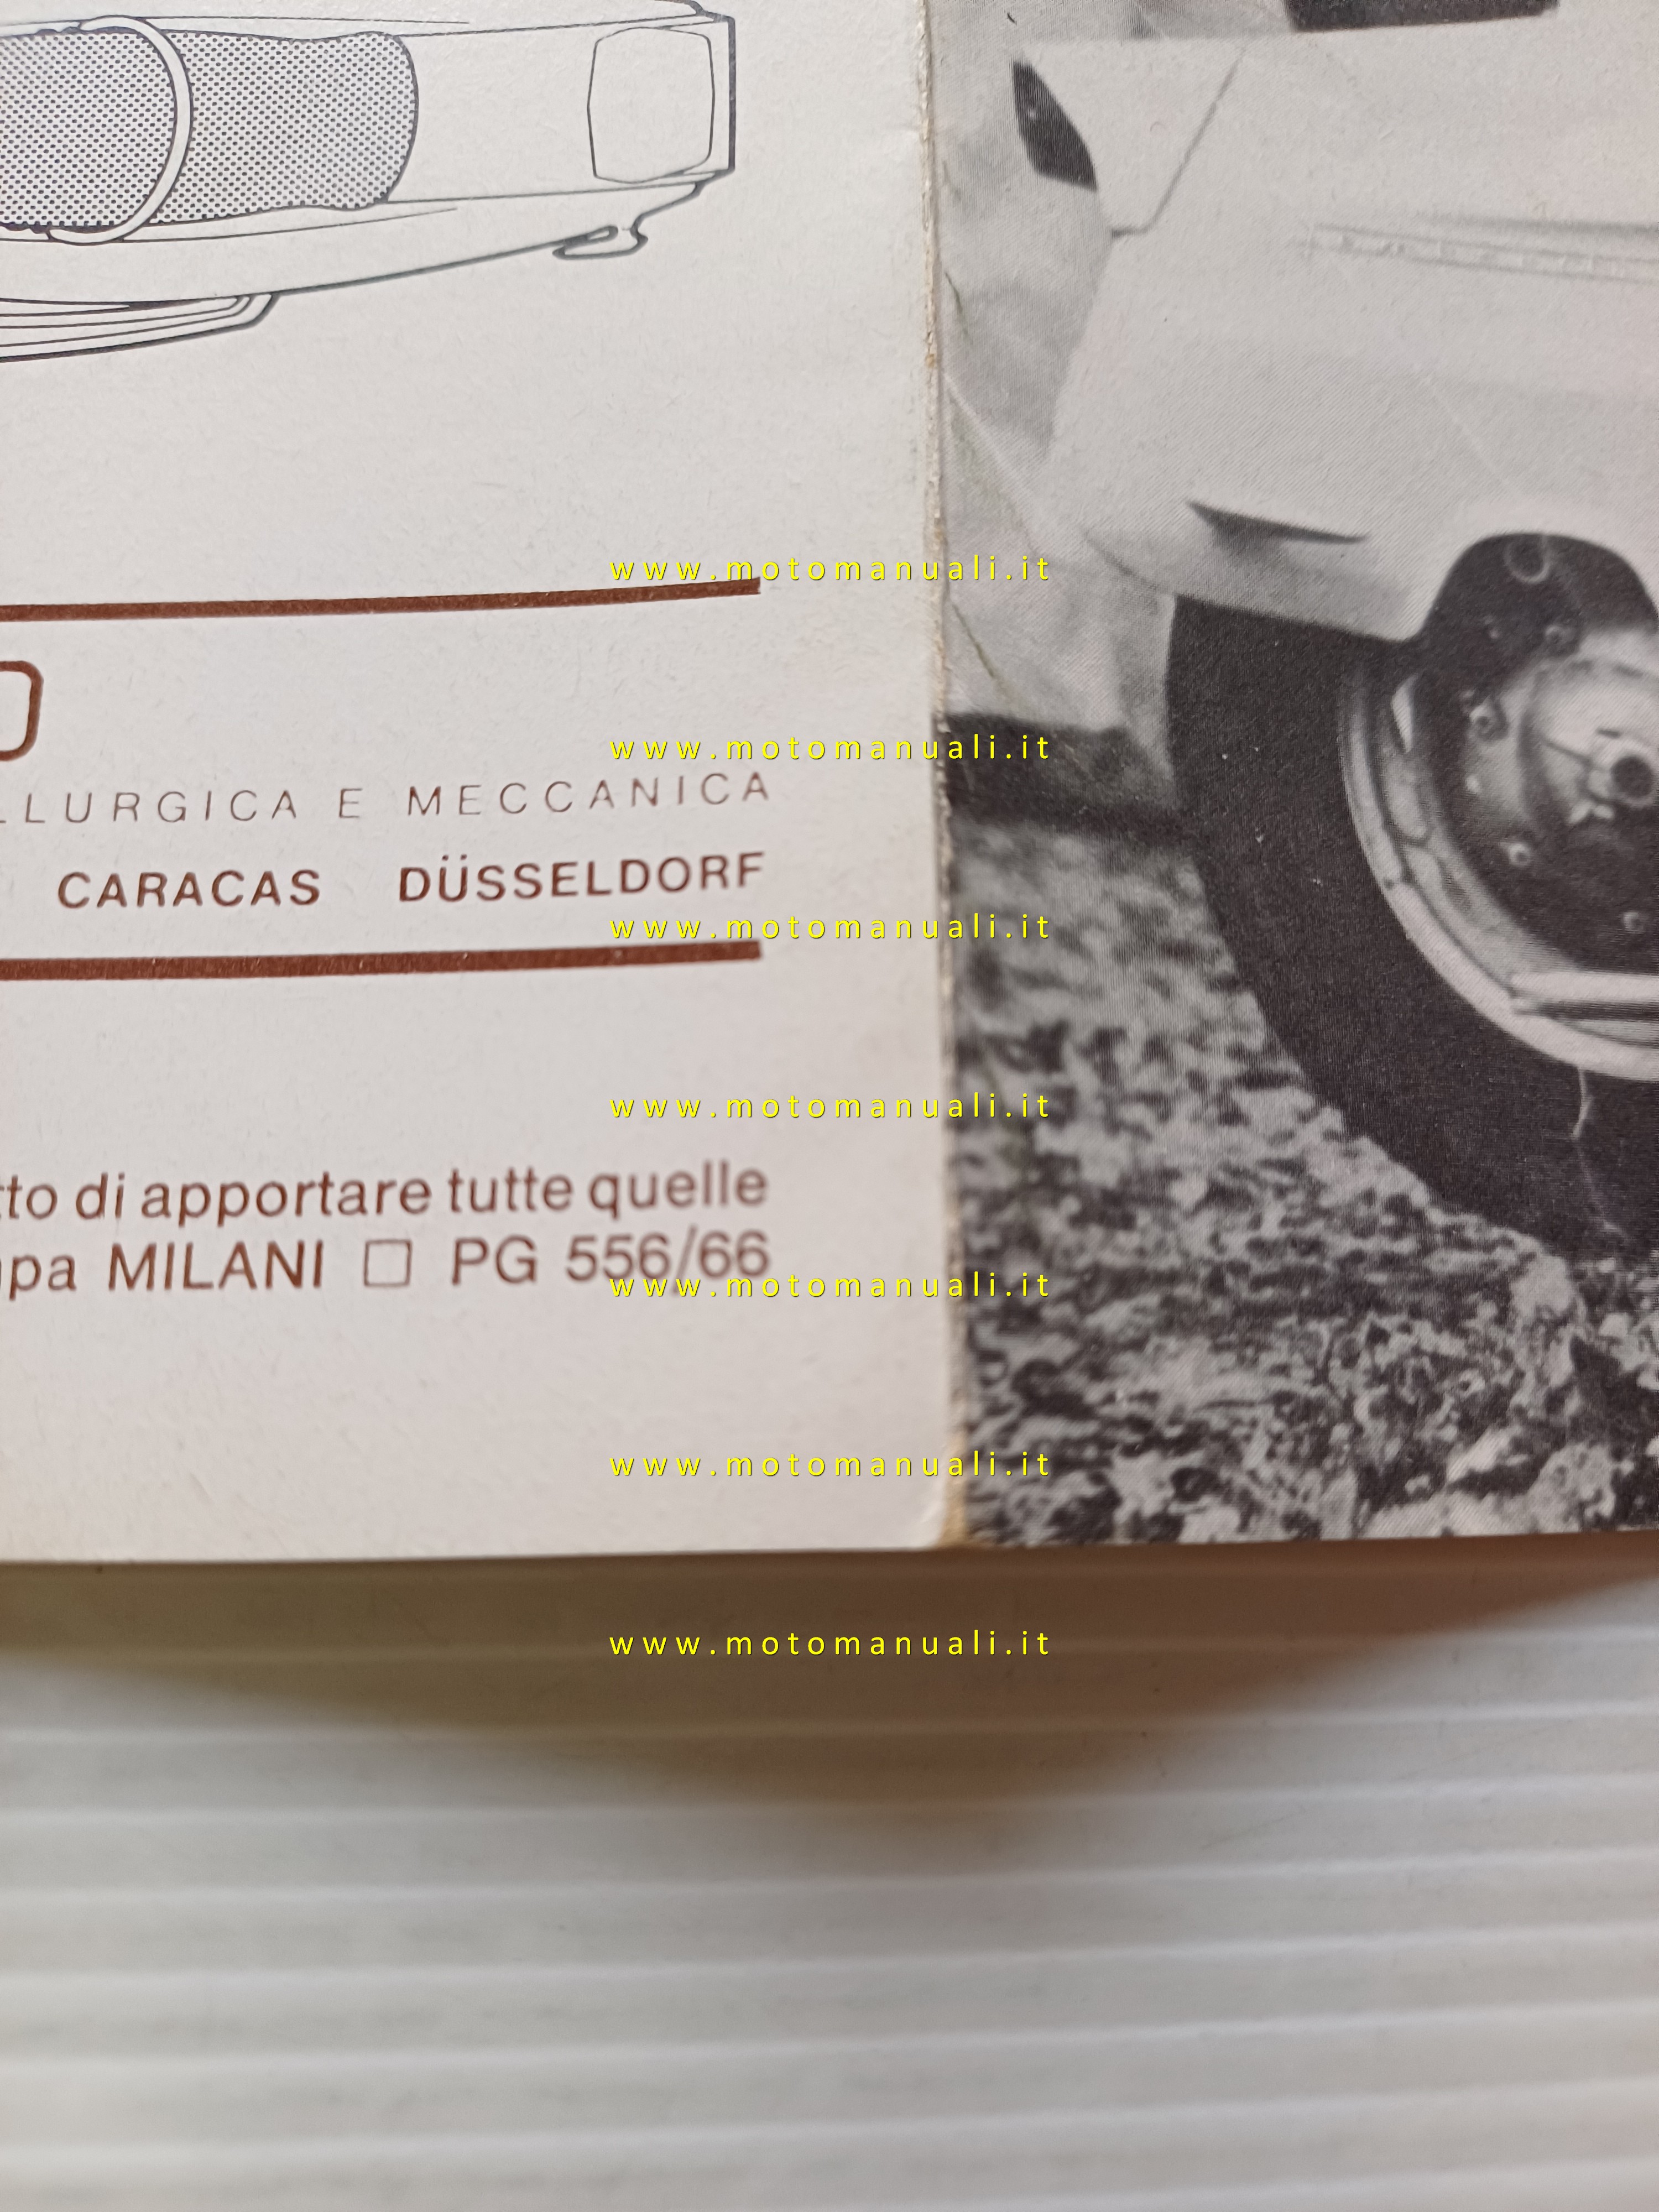 LLURGICA E MECCANICA
CARACAS DÜSSELDORF
tto di apportare tutte quelle
pa MILANI □ PG 556/66
www.motomanuali.it
www.motomanuali.it
www.motomanuali.it
www.motomanuali.it
www.motomanuali.it
www.motomanuali.it
www.motomanuali.it